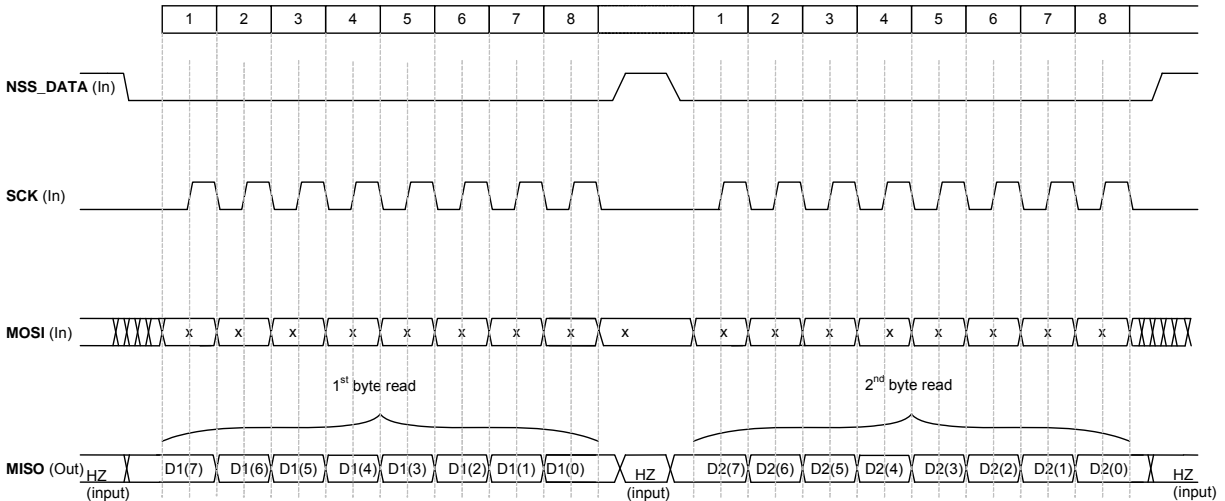 1 2 3 4 5 6 7 8 1 2 3 4 5 6 7 8
NSS_DATA (In)
SCK (In)
MOSI (In) x x x x x x x x x x x x x x x x x
1st byte read 2nd byte read
MISO (Out) HZ (input) D1(7) D1(6) D1(5) D1(4) D1(3) D1(2) D1(1) D1(0) HZ (input) D2(7) D2(6) D2(5) D2(4) D2(3) D2(2) D2(1) D2(0) HZ (input)